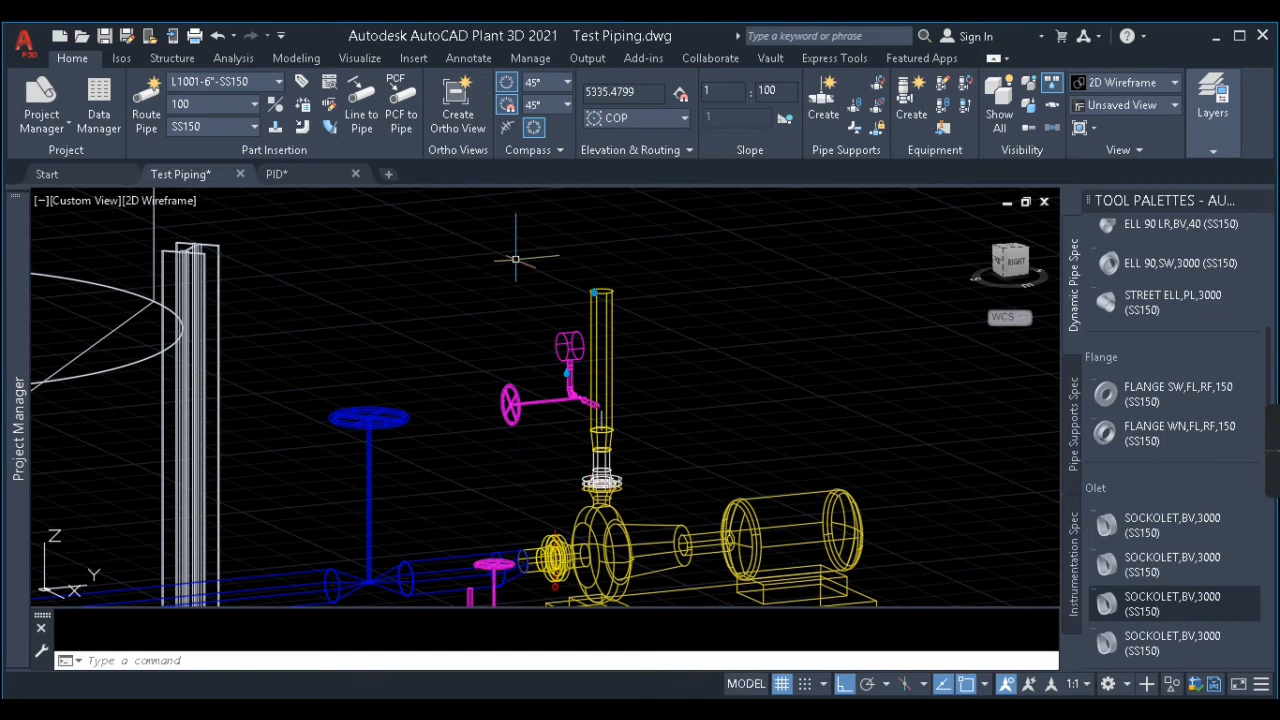 Autodesk AutoCAD Plant 3D 2021 Test Piping.dwg
Type a keyword or phrase
Sign In
P3D
Home Isos Structure Analysis Modeling Visualize Insert Annotate Manage Output Add-ins Collaborate Vault Express Tools Featured Apps
Project Manager
Data Manager
Project
Route Pipe
L1001-6"-SS150
100
SS150
Line to Pipe
PCF to Pipe
Part Insertion
Create Ortho View
Ortho Views
45°
45°
Compass
5335.4799
COP
Elevation & Routing
1 : 100
1
Slope
Create
Pipe Supports
Create
Equipment
Show All
Visibility
2D Wireframe
Unsaved View
View
Layers
Start
Test Piping*
PID*
[−][Custom View][2D Wireframe]
RIGHT
WCS
Project Manager
Z
Y
X
TOOL PALETTES - AU...
Dynamic Pipe Spec
Pipe Supports Spec
Instrumentation Spec
ELL 90 LR,BV,40 (SS150)
ELL 90,SW,3000 (SS150)
STREET ELL,PL,3000
(SS150)
Flange
FLANGE SW,FL,RF,150
(SS150)
FLANGE WN,FL,RF,150
(SS150)
Olet
SOCKOLET,BV,3000
(SS150)
SOCKOLET,BV,3000
(SS150)
SOCKOLET,BV,3000
(SS150)
SOCKOLET,BV,3000
(SS150)
Type a command
MODEL
1:1